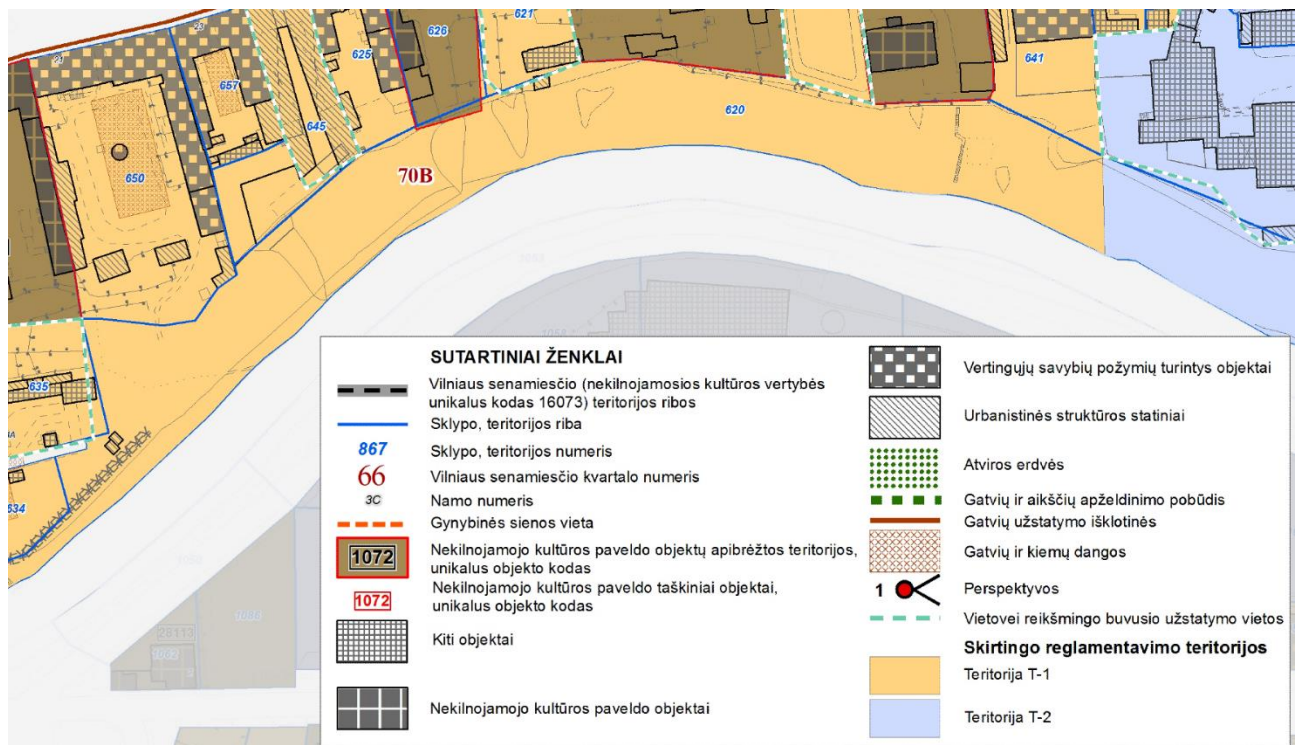 23
21
621
626
625
657
641
645
620
650
70B
635
634
1062
28113
SUTARTINIAI ŽENKLAI
Vilniaus senamiesčio (nekilnojamosios kultūros vertybės
unikalus kodas 16073) teritorijos ribos
Sklypo, teritorijos riba
867 Sklypo, teritorijos numeris
66 Vilniaus senamiesčio kvartalo numeris
3C Namo numeris
Gynybinės sienos vieta
1072 Nekilnojamojo kultūros paveldo objektų apibrėžtos teritorijos,
unikalus objekto kodas
Nekilnojamojo kultūros paveldo taškiniai objektai,
1072 unikalus objekto kodas
Kiti objektai
Nekilnojamojo kultūros paveldo objektai
Vertingųjų savybių požymių turintys objektai
Urbanistinės struktūros statiniai
Atviros erdvės
Gatvių ir aikščių apželdinimo pobūdis
Gatvių užstatymo išklotinės
Gatvių ir kiemų dangos
1 Perspektyvos
Vietovei reikšmingo buvusio užstatymo vietos
Skirtingo reglamentavimo teritorijos
Teritorija T-1
Teritorija T-2